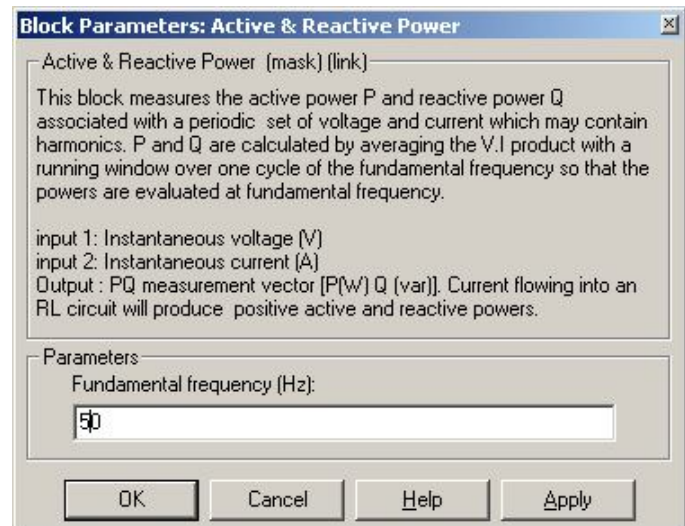 Block Parameters: Active & Reactive Power
Active & Reactive Power (mask) (link)
This block measures the active power P and reactive power Q
associated with a periodic set of voltage and current which may contain
harmonics. P and Q are calculated by averaging the V.I product with a
running window over one cycle of the fundamental frequency so that the
powers are evaluated at fundamental frequency.
input 1: Instantaneous voltage (V)
input 2: Instantaneous current (A)
Output : PQ measurement vector [P(W) Q (var)]. Current flowing into an
RL circuit will produce positive active and reactive powers.
Parameters
Fundamental frequency (Hz):
50
OK Cancel Help Apply